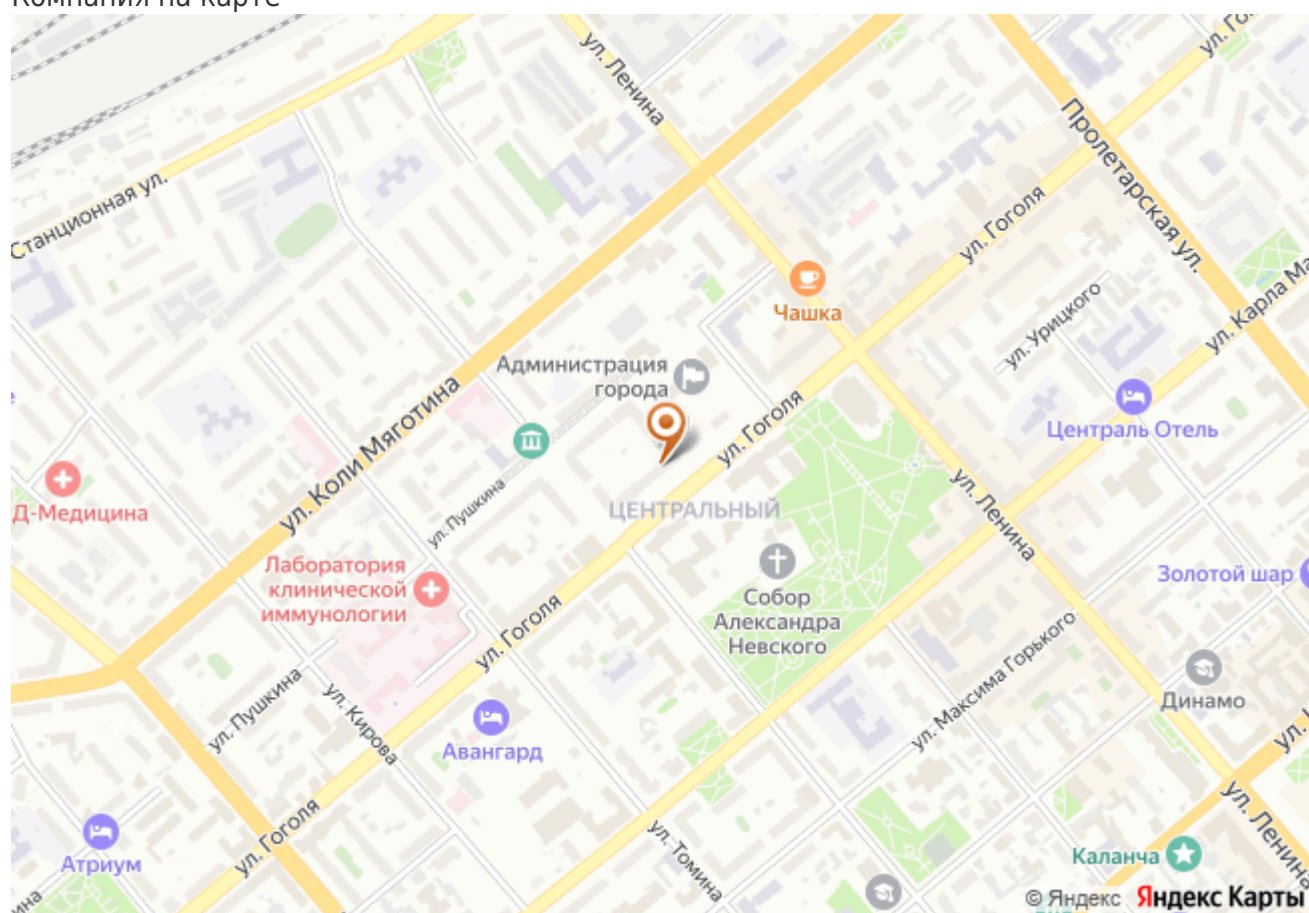 Компания на карте
ул. Ленина
ул. Го
Пролетарская ул.
Станционная ул.
ул. Гоголя
Чашка
ул. Урицкого
ул. Карла Ма
Администрация
города
Централь Отель
ул. Коли Мяготина
ул. Гоголя
Д-Медицина
ул. Пушкина
ЦЕНТРАЛЬНЫЙ
ул. Ленина
Лаборатория
клинической
иммунологии
Собор
Александра
Невского
Золотой шар
ул. Гоголя
ул. Максима Горького
Динамо
ул. Пушкина
ул. Кирова
Авангард
ул.
ул. Гоголя
Атриум
ул. Томина
Каланча
ул. Ленина
© Яндекс Яндекс Карты